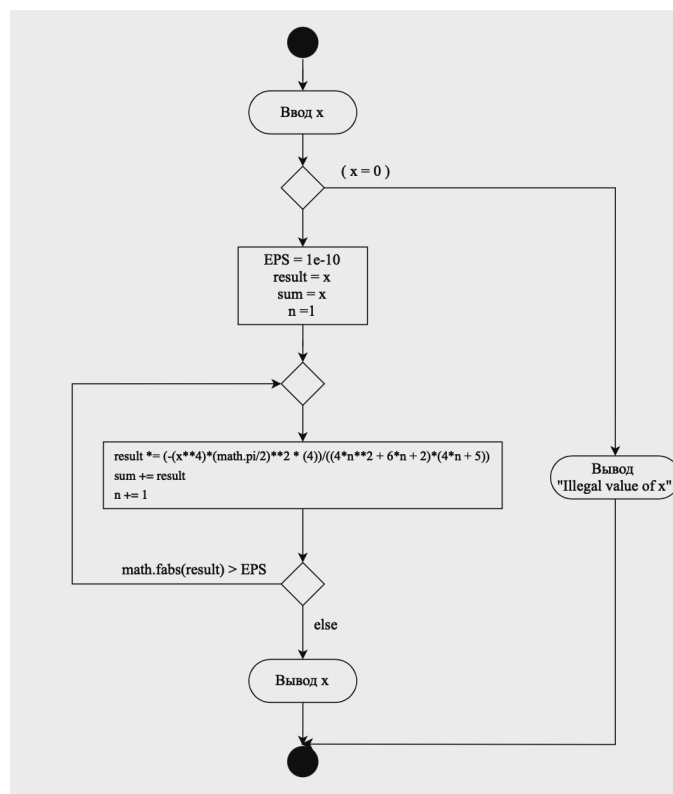 Ввод x
( x = 0 )
EPS = 1e-10
result = x
sum = x
n =1
result *= (-(x**4)*(math.pi/2)**2 * (4))/((4*n**2 + 6*n + 2)*(4*n + 5))
sum += result
n += 1
Вывод
"Illegal value of x"
math.fabs(result) > EPS
else
Вывод x